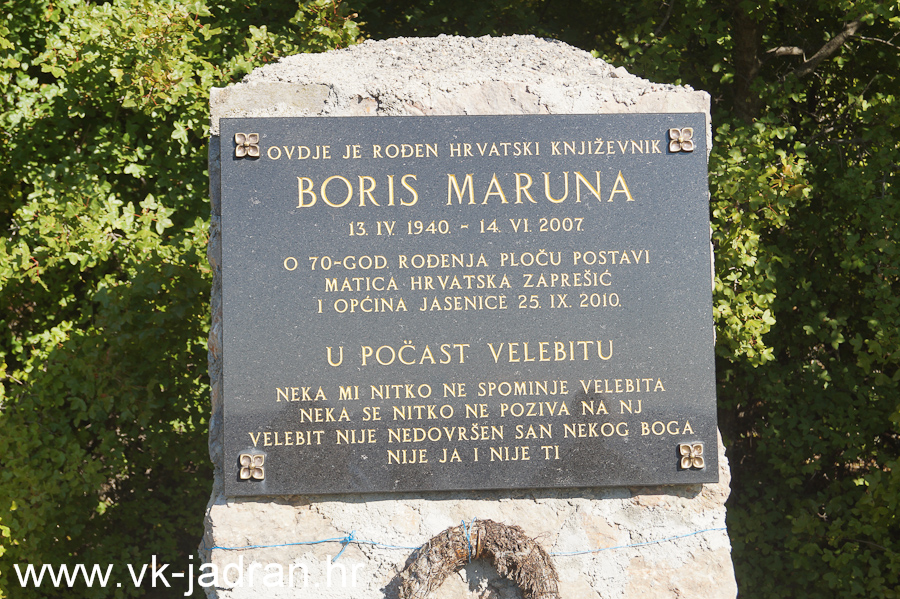 OVDJE JE ROĐEN HRVATSKI KNJIŽEVNIK
BORIS MARUNA
13. IV. 1940. - 14. VI. 2007.
O 70-GOD. ROĐENJA PLOČU POSTAVI
MATICA HRVATSKA ZAPREŠIĆ
I OPĆINA JASENICE 25. IX. 2010.
U POČAST VELEBITU
NEKA MI NITKO NE SPOMINJE VELEBITA
NEKA SE NITKO NE POZIVA NA NJ
VELEBIT NIJE NEDOVRŠEN SAN NEKOG BOGA
NIJE JA I NIJE TI
www.vk-jadran.hr